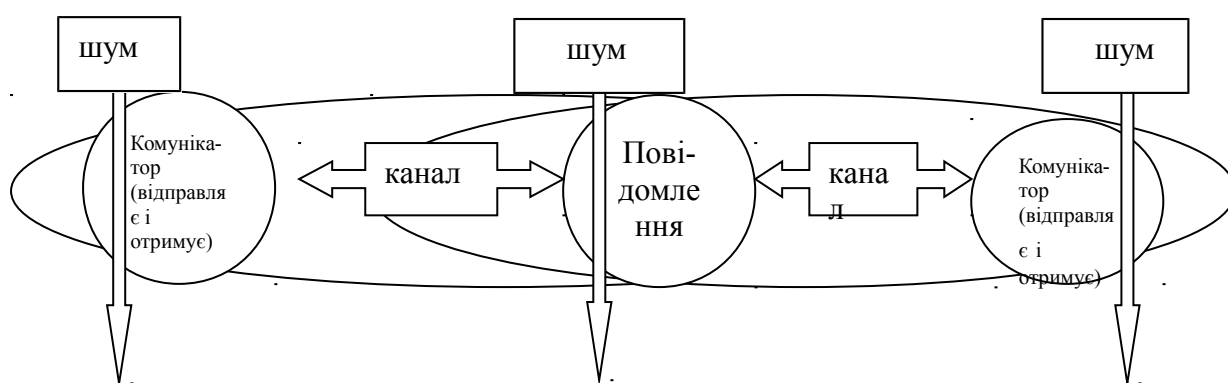 шум
шум
шум
Комуніка-
тор
(відправля
є і
отримує)
канал
Пові-
домле
ння
кана
л
Комуніка-
тор
(відправля
є і
отримує)